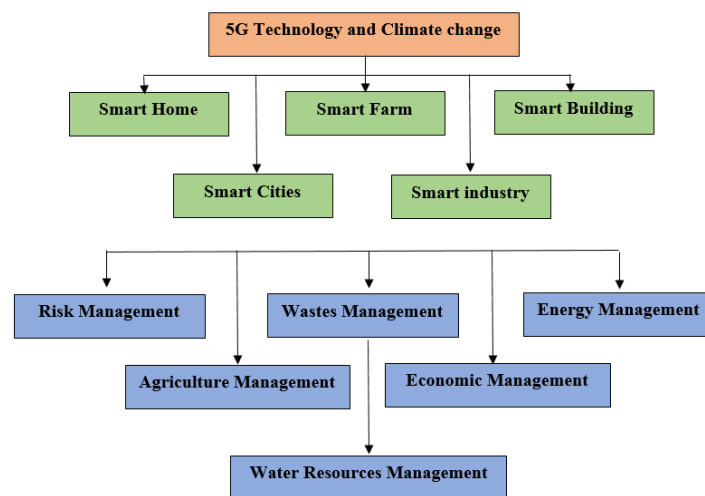 5G Technology and Climate change
Smart Home
Smart Farm
Smart Building
Smart Cities
Smart industry
Risk Management
Wastes Management
Energy Management
Agriculture Management
Economic Management
Water Resources Management